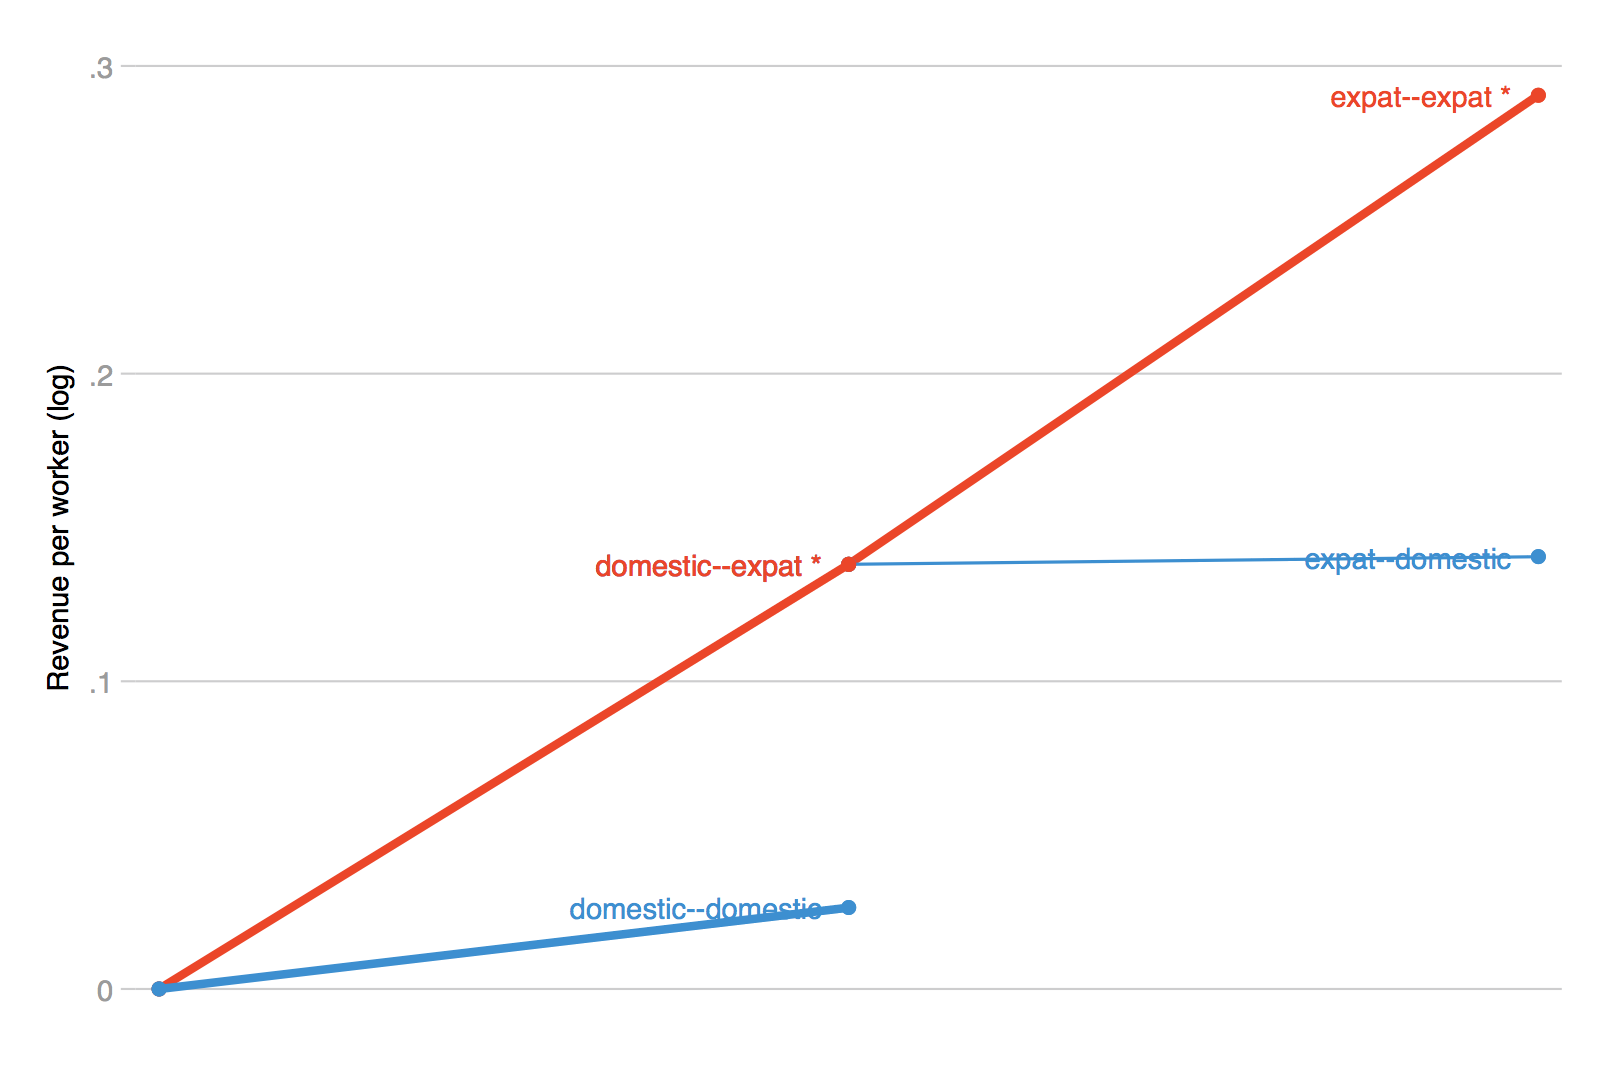 .3
expat--expat *
.2
Revenue per worker (log)
domestic--expat *
expat--domestic
.1
domestic--domestic
0